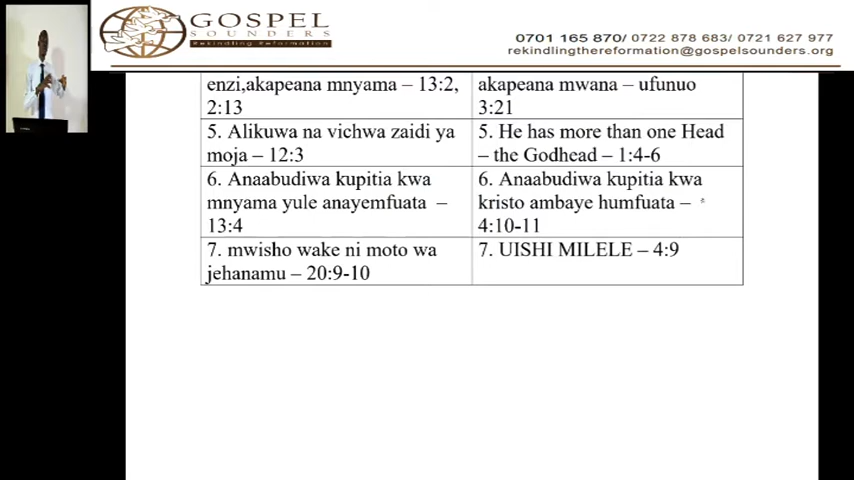 GOSPEL
SOUNDERS
#rekindling #reformation
0701 165 870/ 0722 878 683/ 0721 627 977
rekindlingthereformation@gospelsounders.org
enzi,akapeana mnyama – 13:2,
2:13
akapeana mwana – ufunuo
3:21
5. Alikuwa na vichwa zaidi ya
moja – 12:3
5. He has more than one Head
– the Godhead – 1:4-6
6. Anaabudiwa kupitia kwa
mnyama yule anayemfuata –
13:4
6. Anaabudiwa kupitia kwa
kristo ambaye humfuata –
4:10-11
7. mwisho wake ni moto wa
jehanamu – 20:9-10
7. UISHI MILELE – 4:9